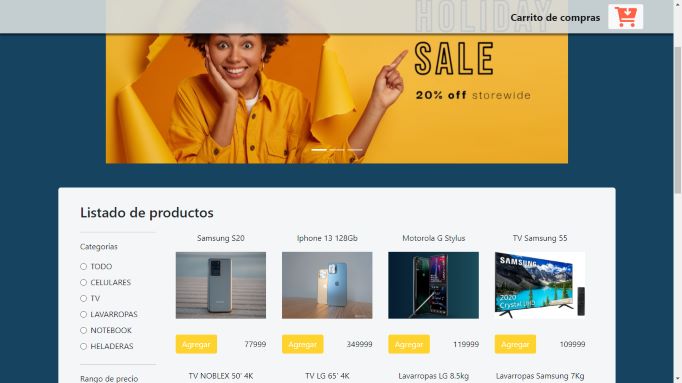 Carrito de compras
HOLIDAY
SALE
20% off storewide
Listado de productos
Categorias
TODO
CELULARES
TV
LAVARROPAS
NOTEBOOK
HELADERAS
Rango de precio
Samsung S20
Iphone 13 128Gb
Motorola G Stylus
TV Samsung 55
SAMSUNG
2020
Crystal UHD
Agregar 77999
Agregar 349999
Agregar 119999
Agregar 109999
TV NOBLEX 50' 4K
TV LG 65' 4K
Lavarropas LG 8.5kg
Lavarropas Samsung 7Kg